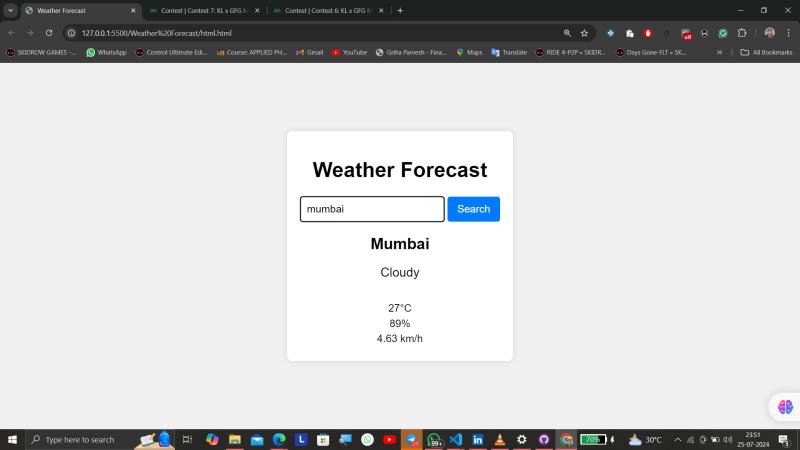 Weather Forecast
Contest | Contest 7: KL x GFG M
Contest | Contest 6: KL x GFG M
127.0.0.1:5500/Weather%20Forecast/html.html
off
SKIDROW GAMES -...
WhatsApp
Control Ultimate Edi...
Course: APPLIED PH...
Gmail
YouTube
Griha Parvesh - Fina...
Maps
Translate
RIDE 4-P2P » SKIDR...
Days Gone-FLT » SK...
»
All Bookmarks
Weather Forecast
mumbai
Search
Mumbai
Cloudy
27°C
89%
4.63 km/h
Type here to search
99+
70%
30°C
23:51
25-07-2024
3